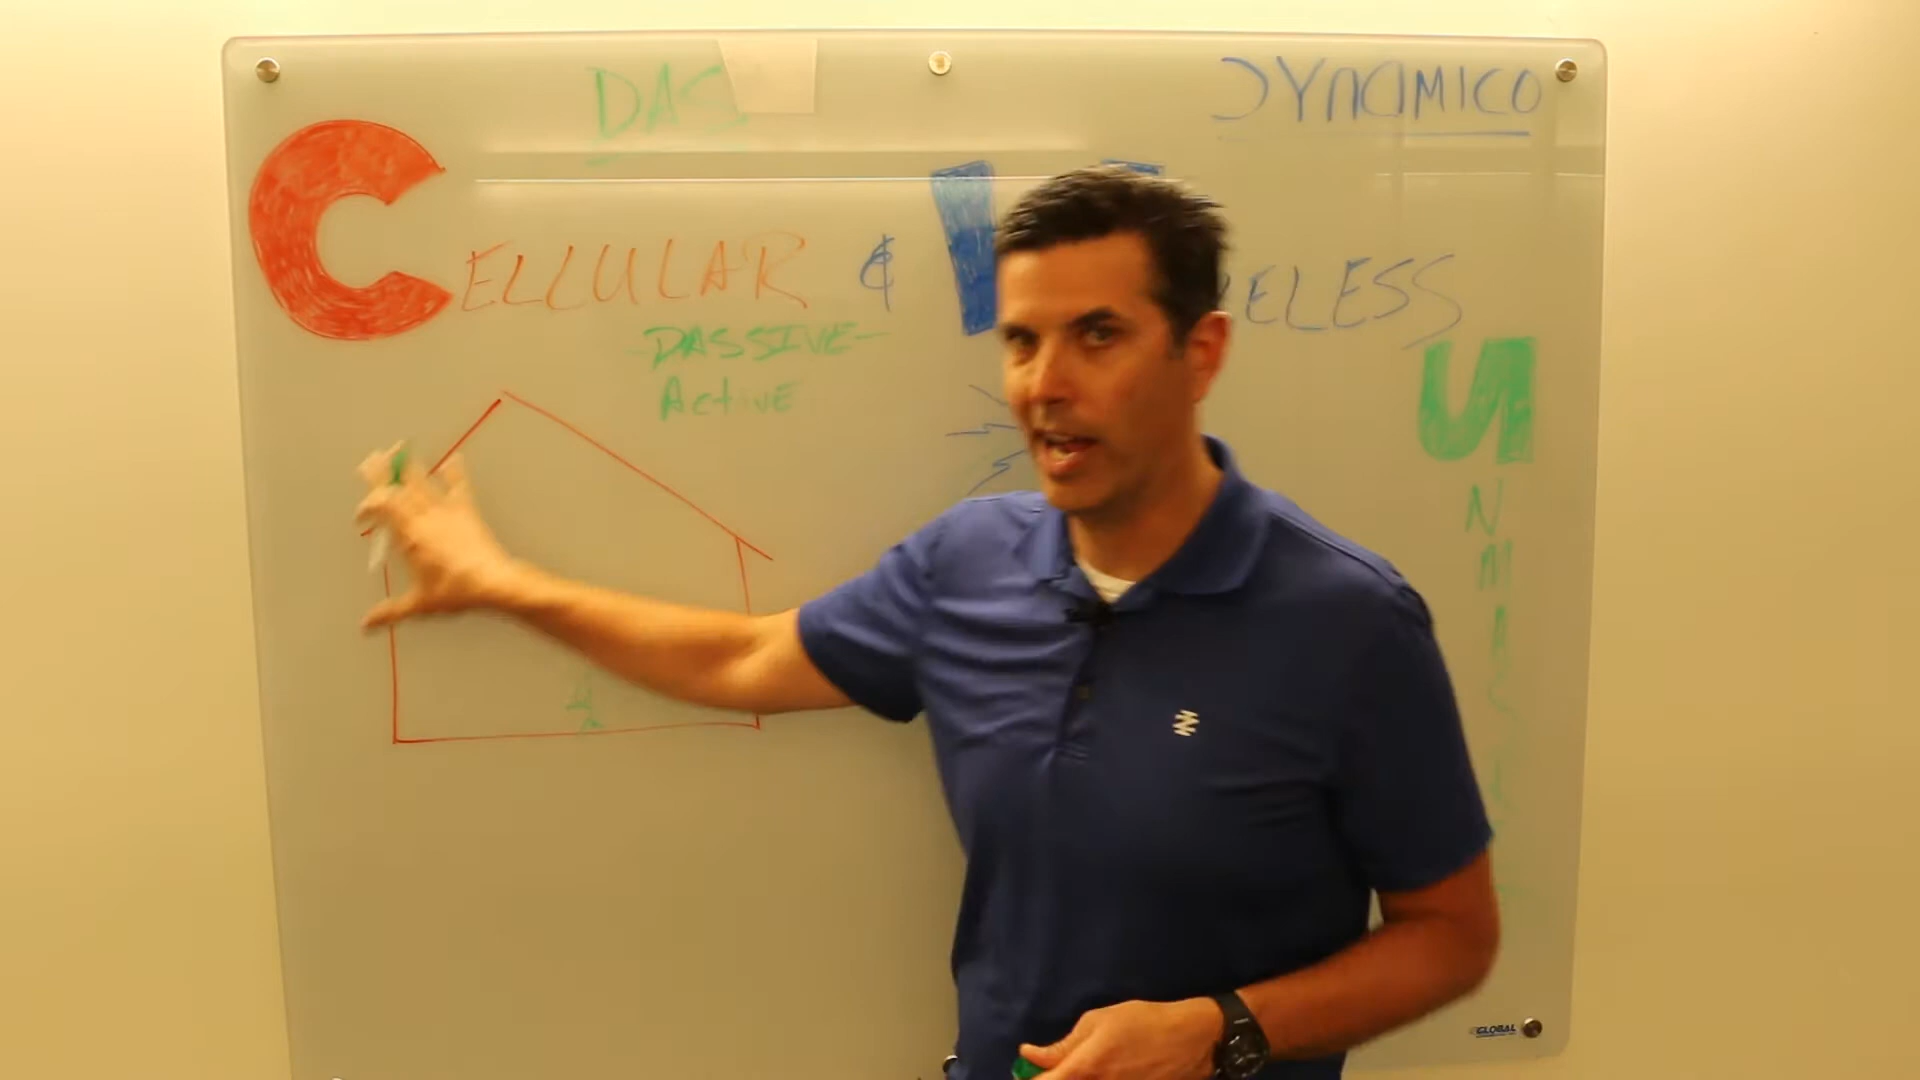 DAS
DYNAMICO
CELLULAR & 
PASSIVE
Active
ELESS
U
N
GLOBAL